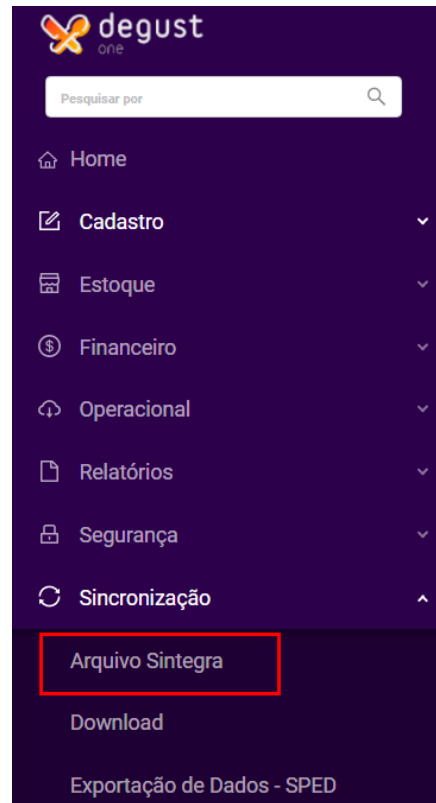 degust
one
Pesquisar por
Home
Cadastro
Estoque
Financeiro
Operacional
Relatórios
Segurança
Sincronização
Arquivo Sintegra
Download
Exportação de Dados - SPED